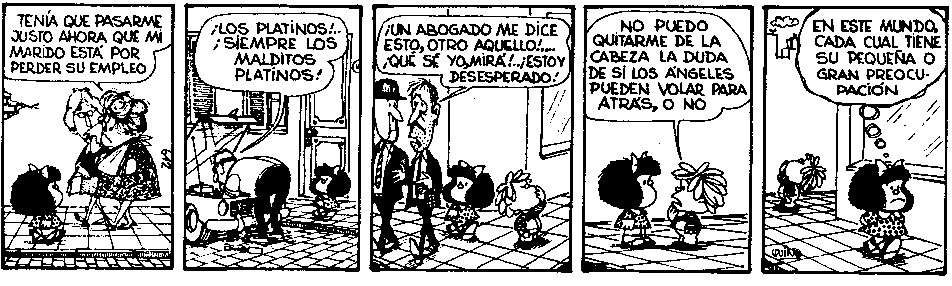 TENÍA QUE PASARME
JUSTO AHORA QUE MI
MARIDO ESTÁ POR
PERDER SU EMPLEO
¡LOS PLATINOS!..
¡SIEMPRE LOS
MALDITOS
PLATINOS!
¡UN ABOGADO ME DICE
ESTO, OTRO AQUELLO!...
¡QUÉ SÉ YO, MIRÁ!..¡ESTOY
DESESPERADO!
NO PUEDO
QUITARME DE LA
CABEZA LA DUDA
DE SI LOS ÁNGELES
PUEDEN VOLAR PARA
ATRÁS, O NO
EN ESTE MUNDO,
CADA CUAL TIENE
SU PEQUEÑA O
GRAN PREOCU-
PACIÓN